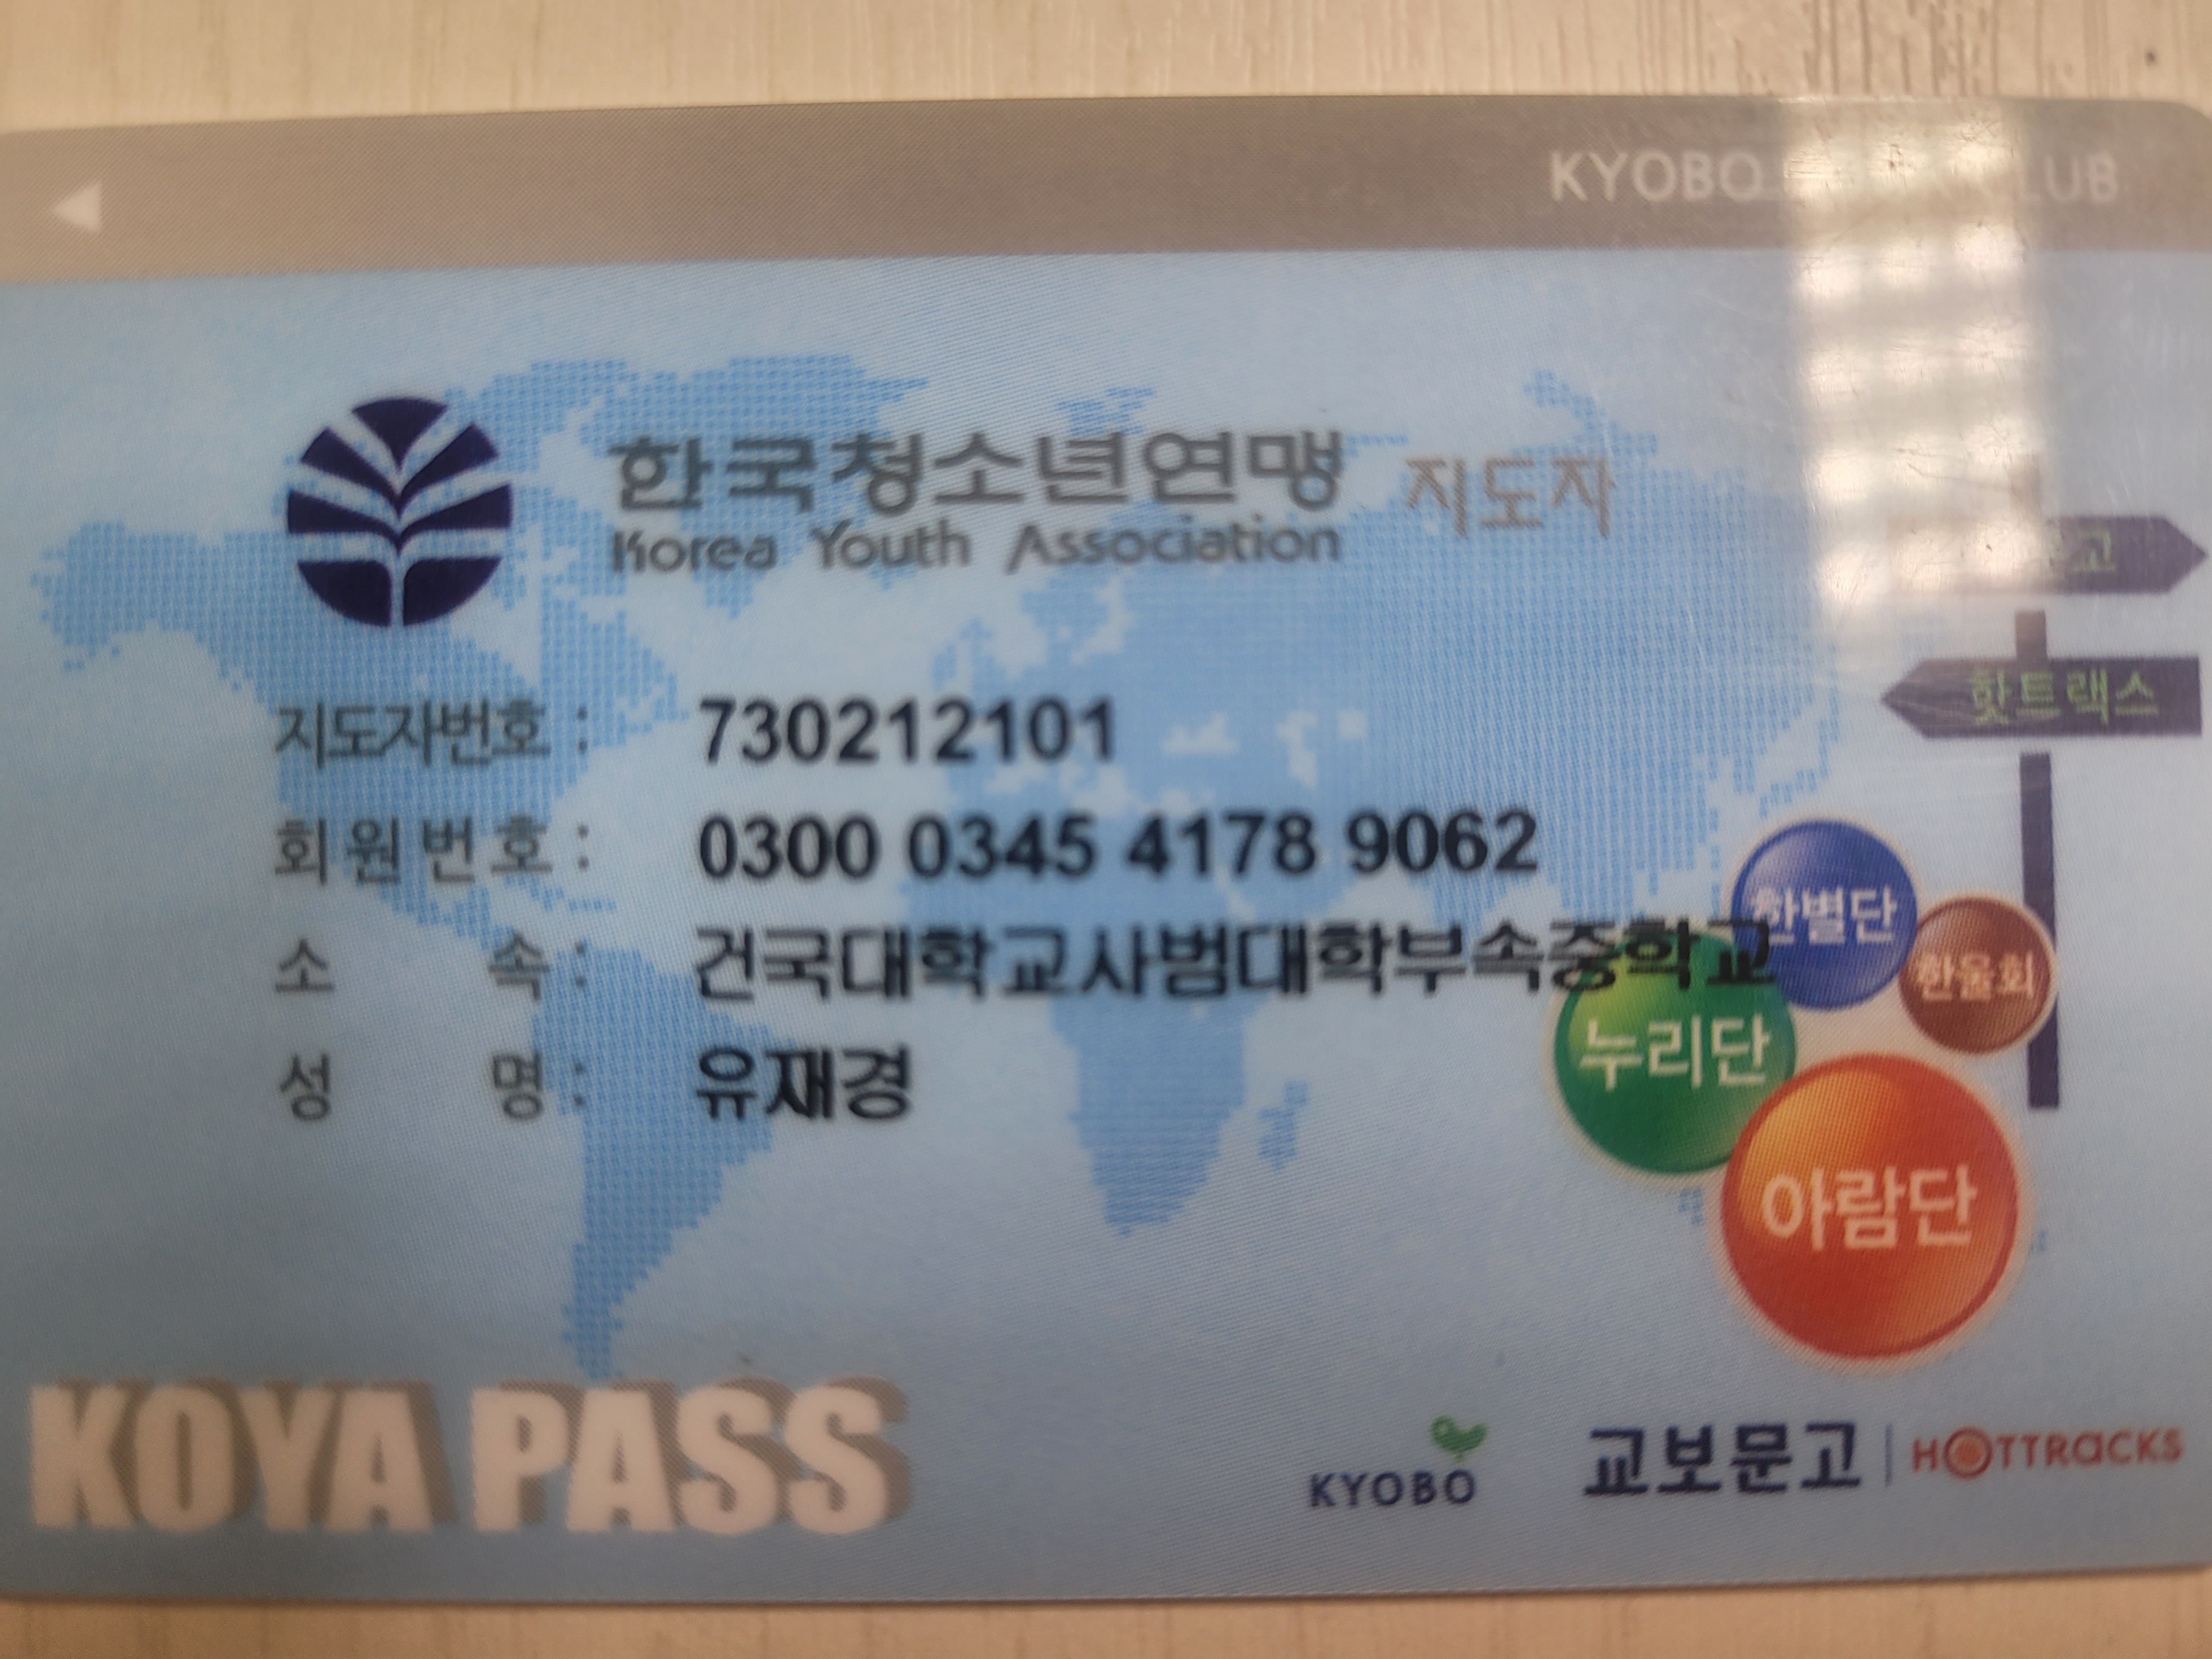 KYOBO
한국청소년연맹 지도자
Korea Youth Association
핫트랙스
지도자번호 : 730212101
회원번호 : 0300 0345 4178 9062
소 속 : 건국대학교사범대학부속중학교
성 명 : 유재경
한별단
한울회
누리단
아람단
KOYA PASS
KYOBO 교보문고 | HOTTRACKS